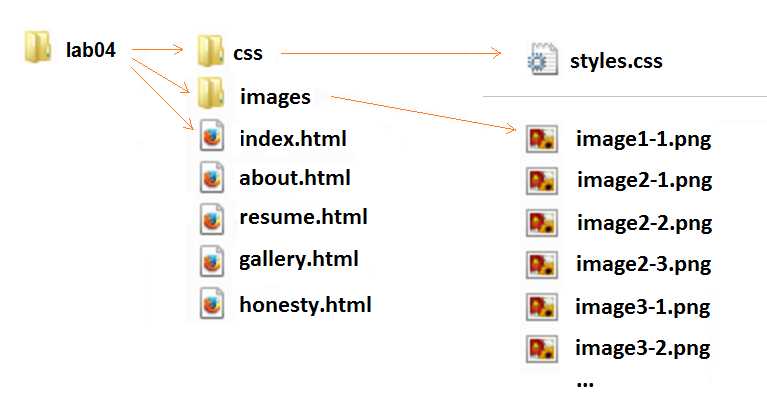 lab04
css
images
index.html
about.html
resume.html
gallery.html
honesty.html
styles.css
image1-1.png
image2-1.png
image2-2.png
image2-3.png
image3-1.png
image3-2.png
...